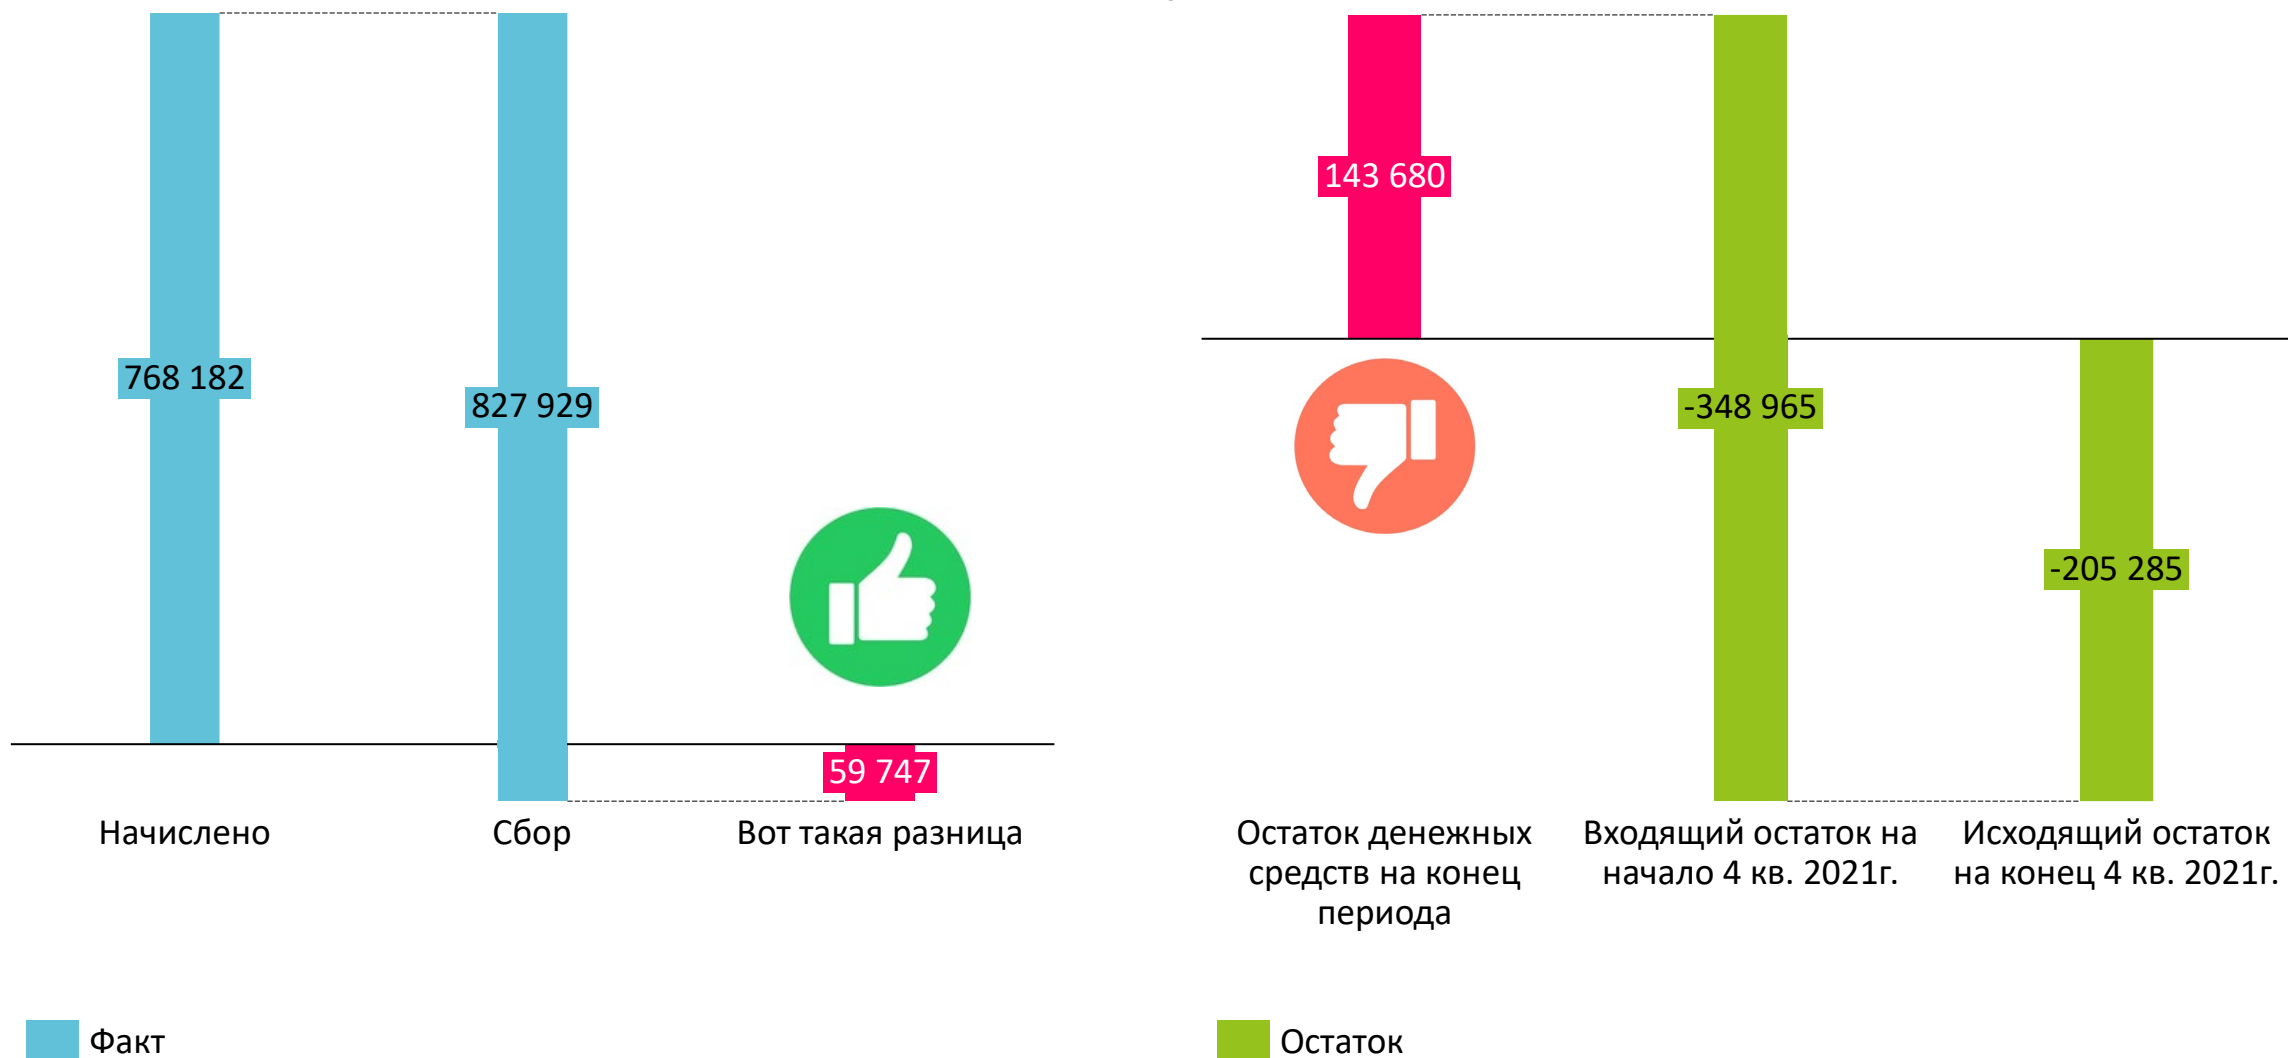 768 182
827 929
59 747
Начислено
Сбор
Вот такая разница
Факт
143 680
-348 965
-205 285
Остаток денежных
средств на конец
периода
Входящий остаток на
начало 4 кв. 2021г.
Исходящий остаток
на конец 4 кв. 2021г.
Остаток